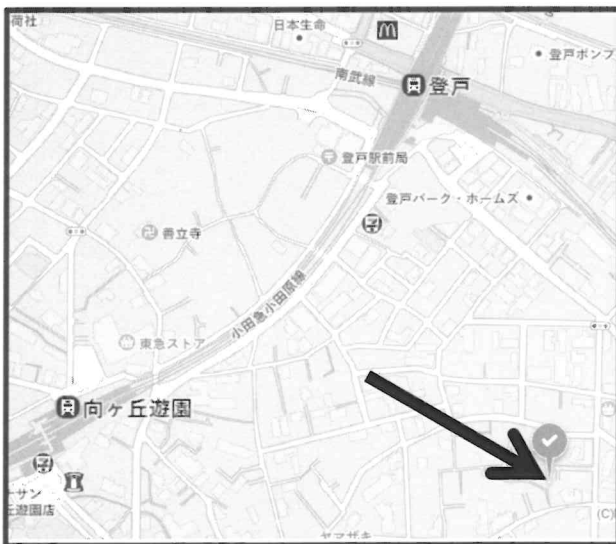 荷社
日本生命
登戸ポンプ
南武線
登戸
登戸駅前局
登戸パーク・ホームズ
善立寺
小田急小田原線
東急ストア
向ヶ丘遊園
ナサン
丘遊園店
ヤマザキ
(C)